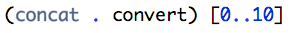 (concat . convert) [0..10]